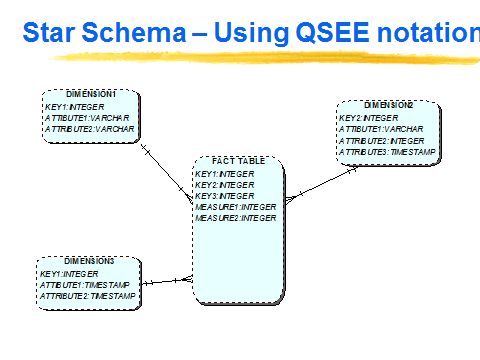 Star Schema – Using QSEE notation
DIMENSION1
KEY1:INTEGER
ATTIBUTE1:VARCHAR
ATTRIBUTE2:VARCHAR
DIMENSION2
KEY2:INTEGER
ATTIBUTE1:VARCHAR
ATTRIBUTE2:INTEGER
ATTRIBUTE3:TIMESTAMP
FACT TABLE
KEY1:INTEGER
KEY2:INTEGER
KEY3:INTEGER
MEASURE1:INTEGER
MEASURE2:INTEGER
DIMENSION3
KEY1:INTEGER
ATTIBUTE1:TIMESTAMP
ATTRIBUTE2:TIMESTAMP